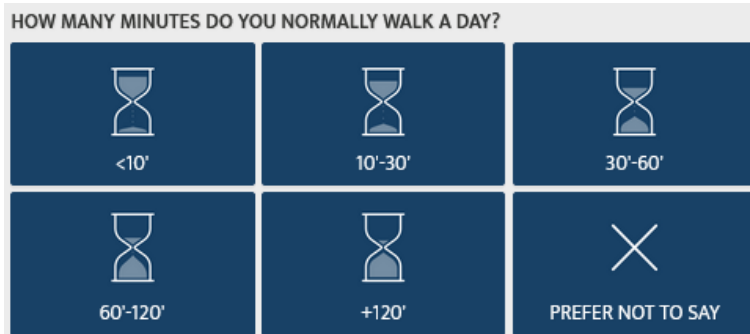 HOW MANY MINUTES DO YOU NORMALLY WALK A DAY?
<10'
10'-30'
30'-60'
60'-120'
+120'
PREFER NOT TO SAY